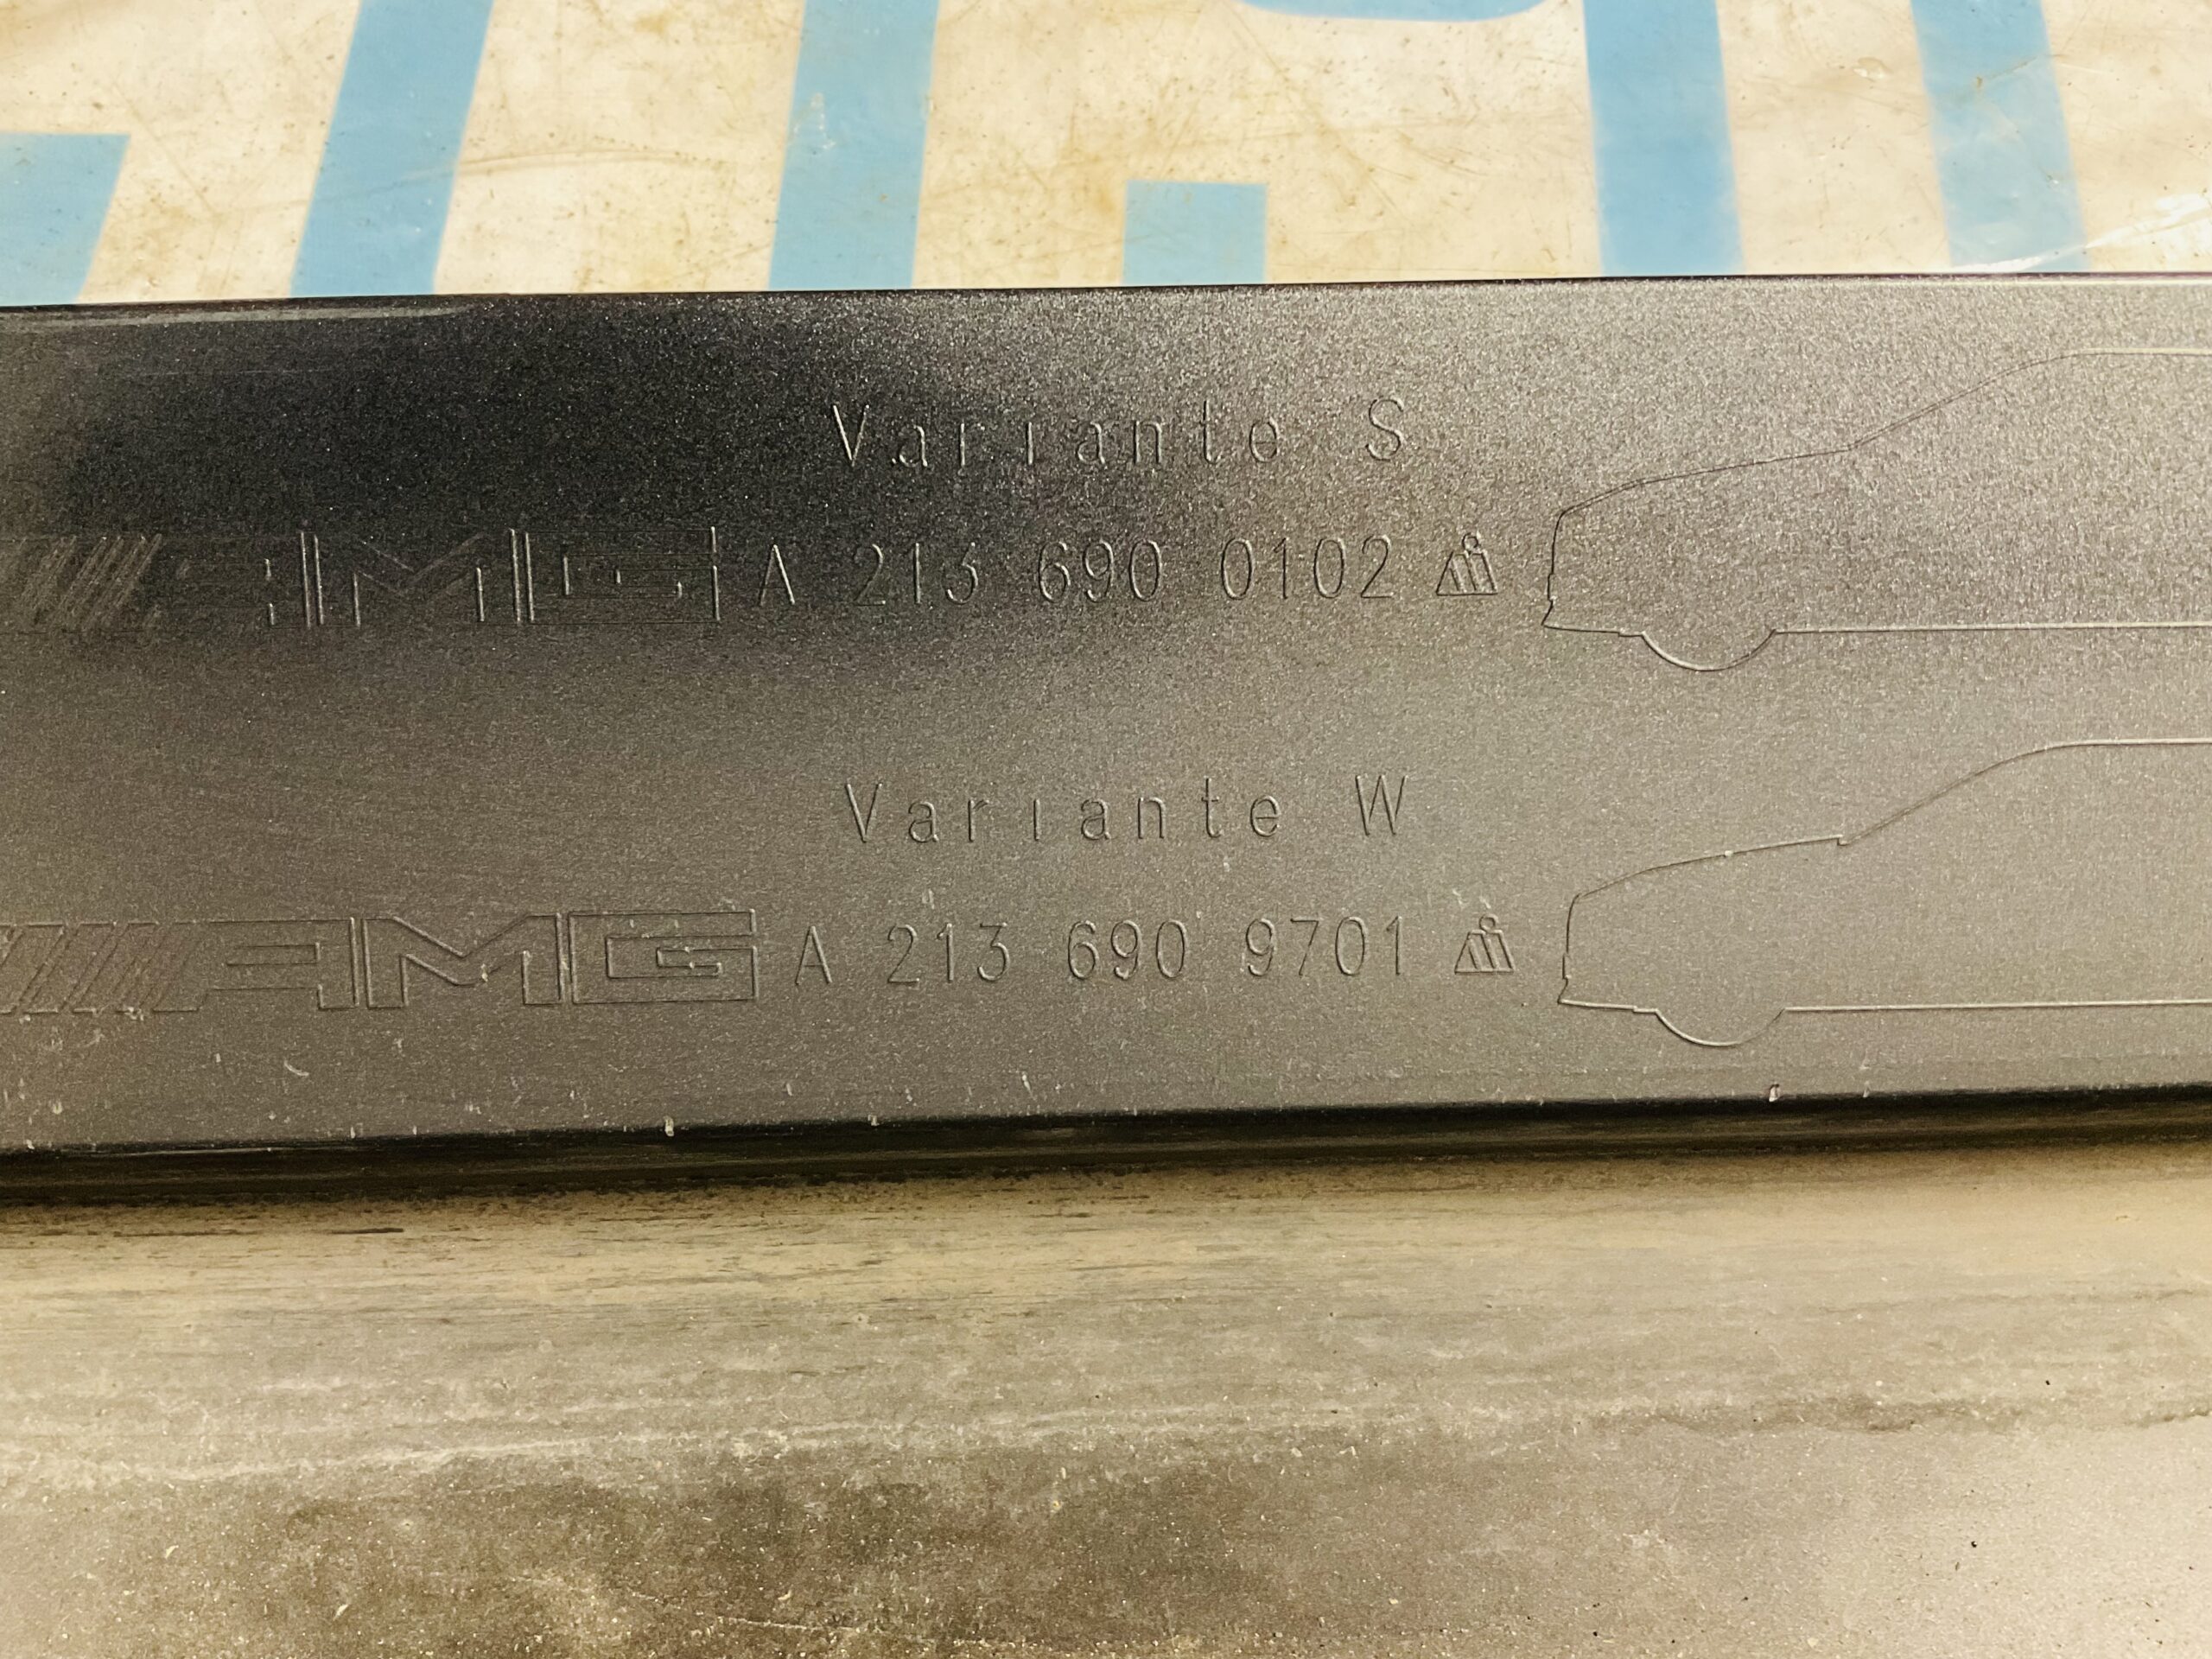 Variante S
AMG A 213 690 0102
Variante W
AMG A 213 690 9701